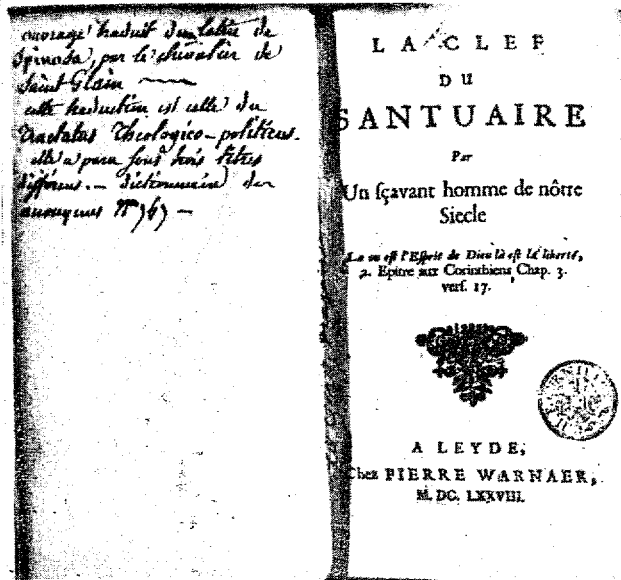 ouvrage traduit du latin de
Spinosa, par le chevalier de
Saint Glain
cette traduction est celle du
Tractatus Theologico-politicus.
elle a paru sous trois titres
différens. — dictionnaire des
anonymes N°
LA CLEF
DU
SANTUAIRE
Par
Un sçavant homme de nôtre
Siecle
La ou est l'Esprit de Dieu là est la liberté,
2. Epitre aux Corinthiens Chap. 3.
vers. 17.
A LEYDE,
Chez PIERRE WARNAER,
M. DC. LXXVIII.